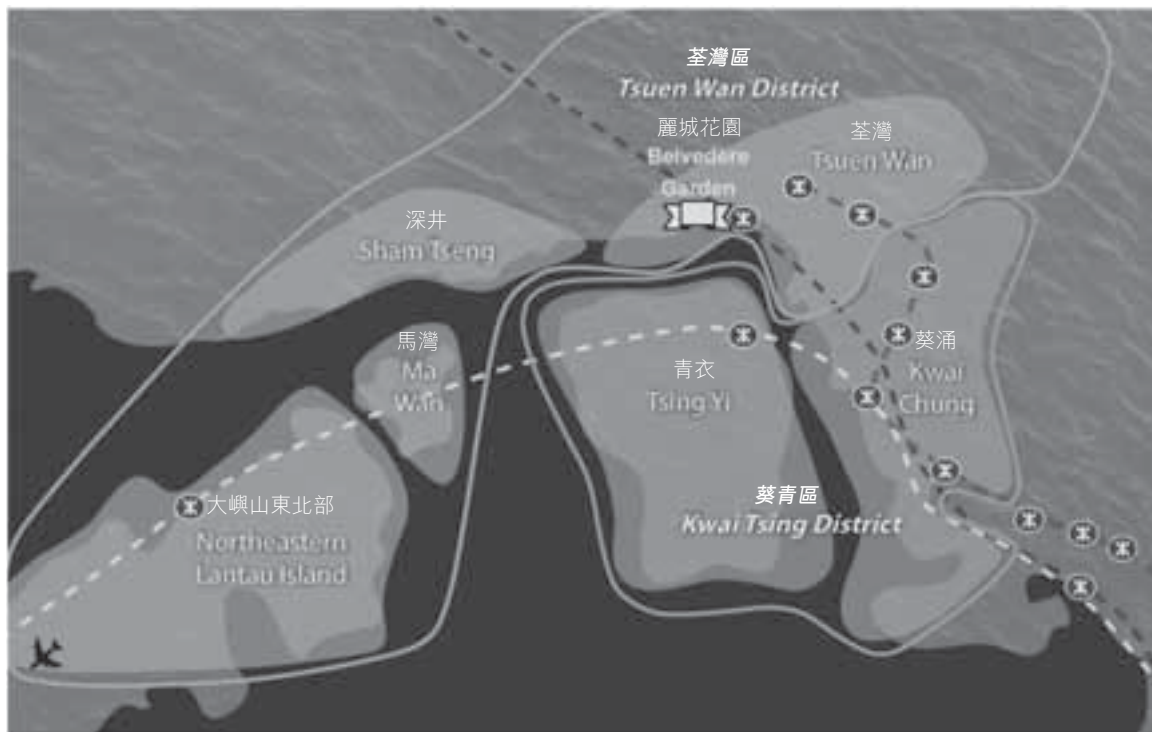 荃灣區
Tsuen Wan District
麗城花園
Belvedere
Garden
荃灣
Tsuen Wan
深井
Sham Tseng
馬灣
Ma
Wan
青衣
Tsing Yi
葵涌
Kwai
Chung
葵青區
Kwai Tsing District
大嶼山東北部
Northeastern
Lantau Island